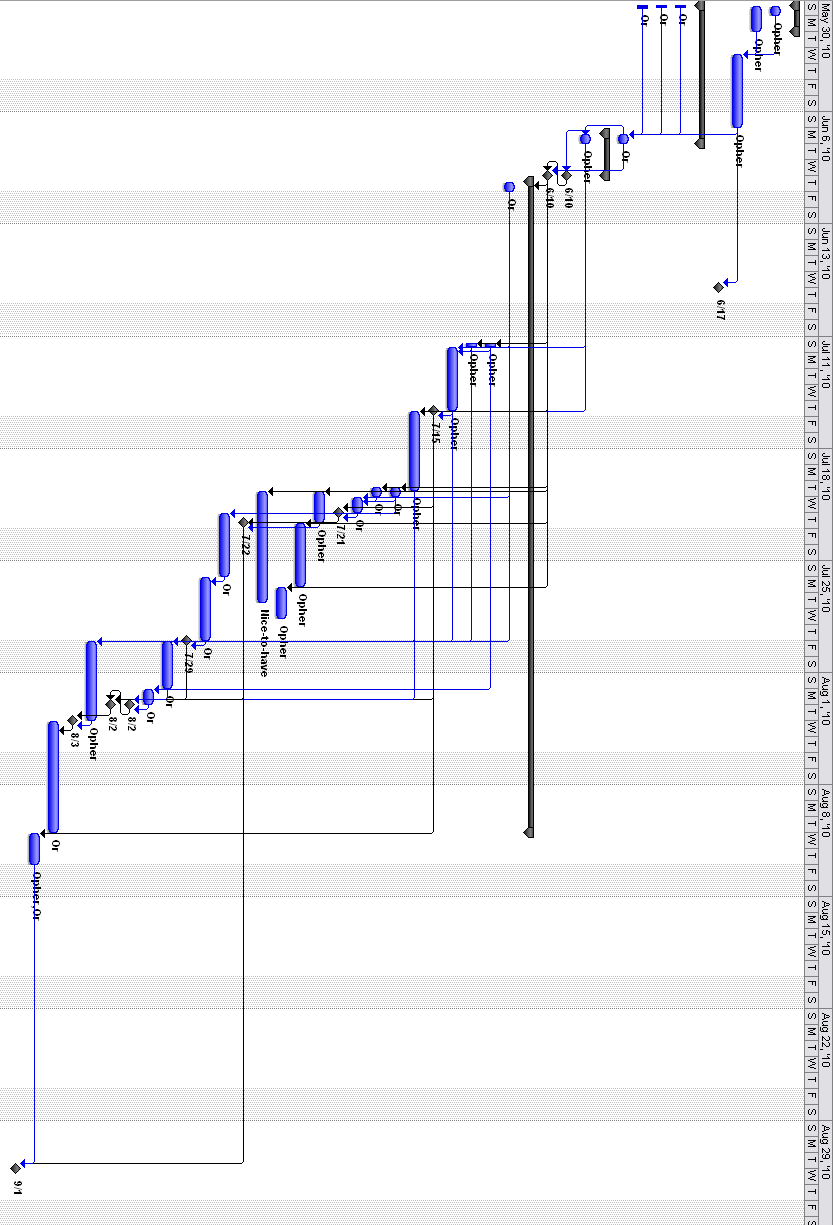 May 30, '10 Jun 6, '10 Jun 13, '10 Jul 11, '10 Jul 18, '10 Jul 25, '10 Aug 1, '10 Aug 8, '10 Aug 15, '10 Aug 22, '10 Aug 29, '10
S M T W T F S S M T W T F S S M T W T F S S M T W T F S S M T W T F S S M T W T F S S M T W T F S S M T W T F S S M T W T F S S M T W T F S S M T W T F S
Opher
Opher
Opher
6/17
Or
Or
Or
Or
Opher
6/10
6/10
Or
Opher
Opher
Opher
7/15
Opher
Or
Or
Or
7/21
Opher
Opher
Opher
Nice-to-have
7/22
Or
Or
7/29
Or
Or
8/2
8/2
Opher
8/3
Or
Opher,Or
9/1